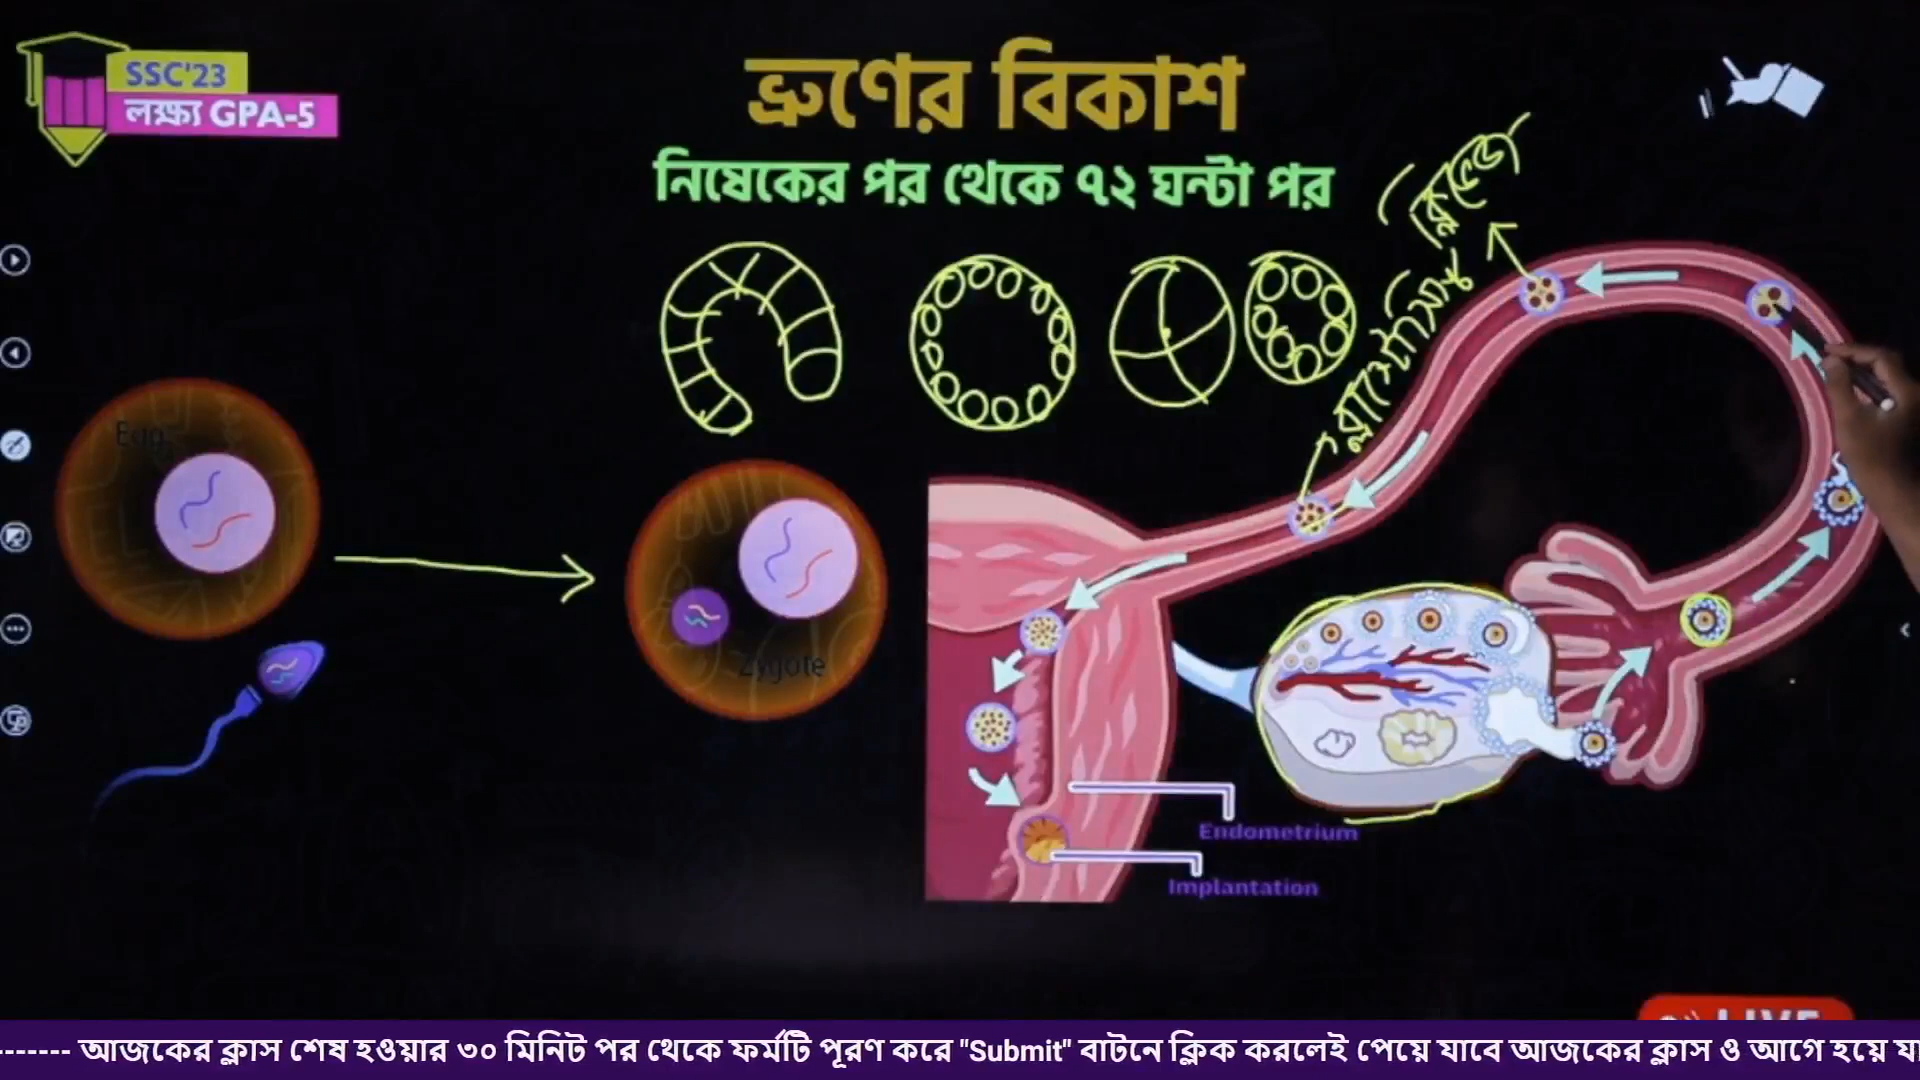 SSC'23
লক্ষ্য GPA-5
ভ্রুণের বিকাশ
নিষেকের পর থেকে ৭২ ঘন্টা পর
Egg
Zygote
Endometrium
Implantation
LIVE
------- আজকের ক্লাস শেষ হওয়ার ৩০ মিনিট পর থেকে ফর্মটি পূরণ করে "Submit" বাটনে ক্লিক করলেই পেয়ে যাবে আজকের ক্লাস ও আগে হয়ে যা